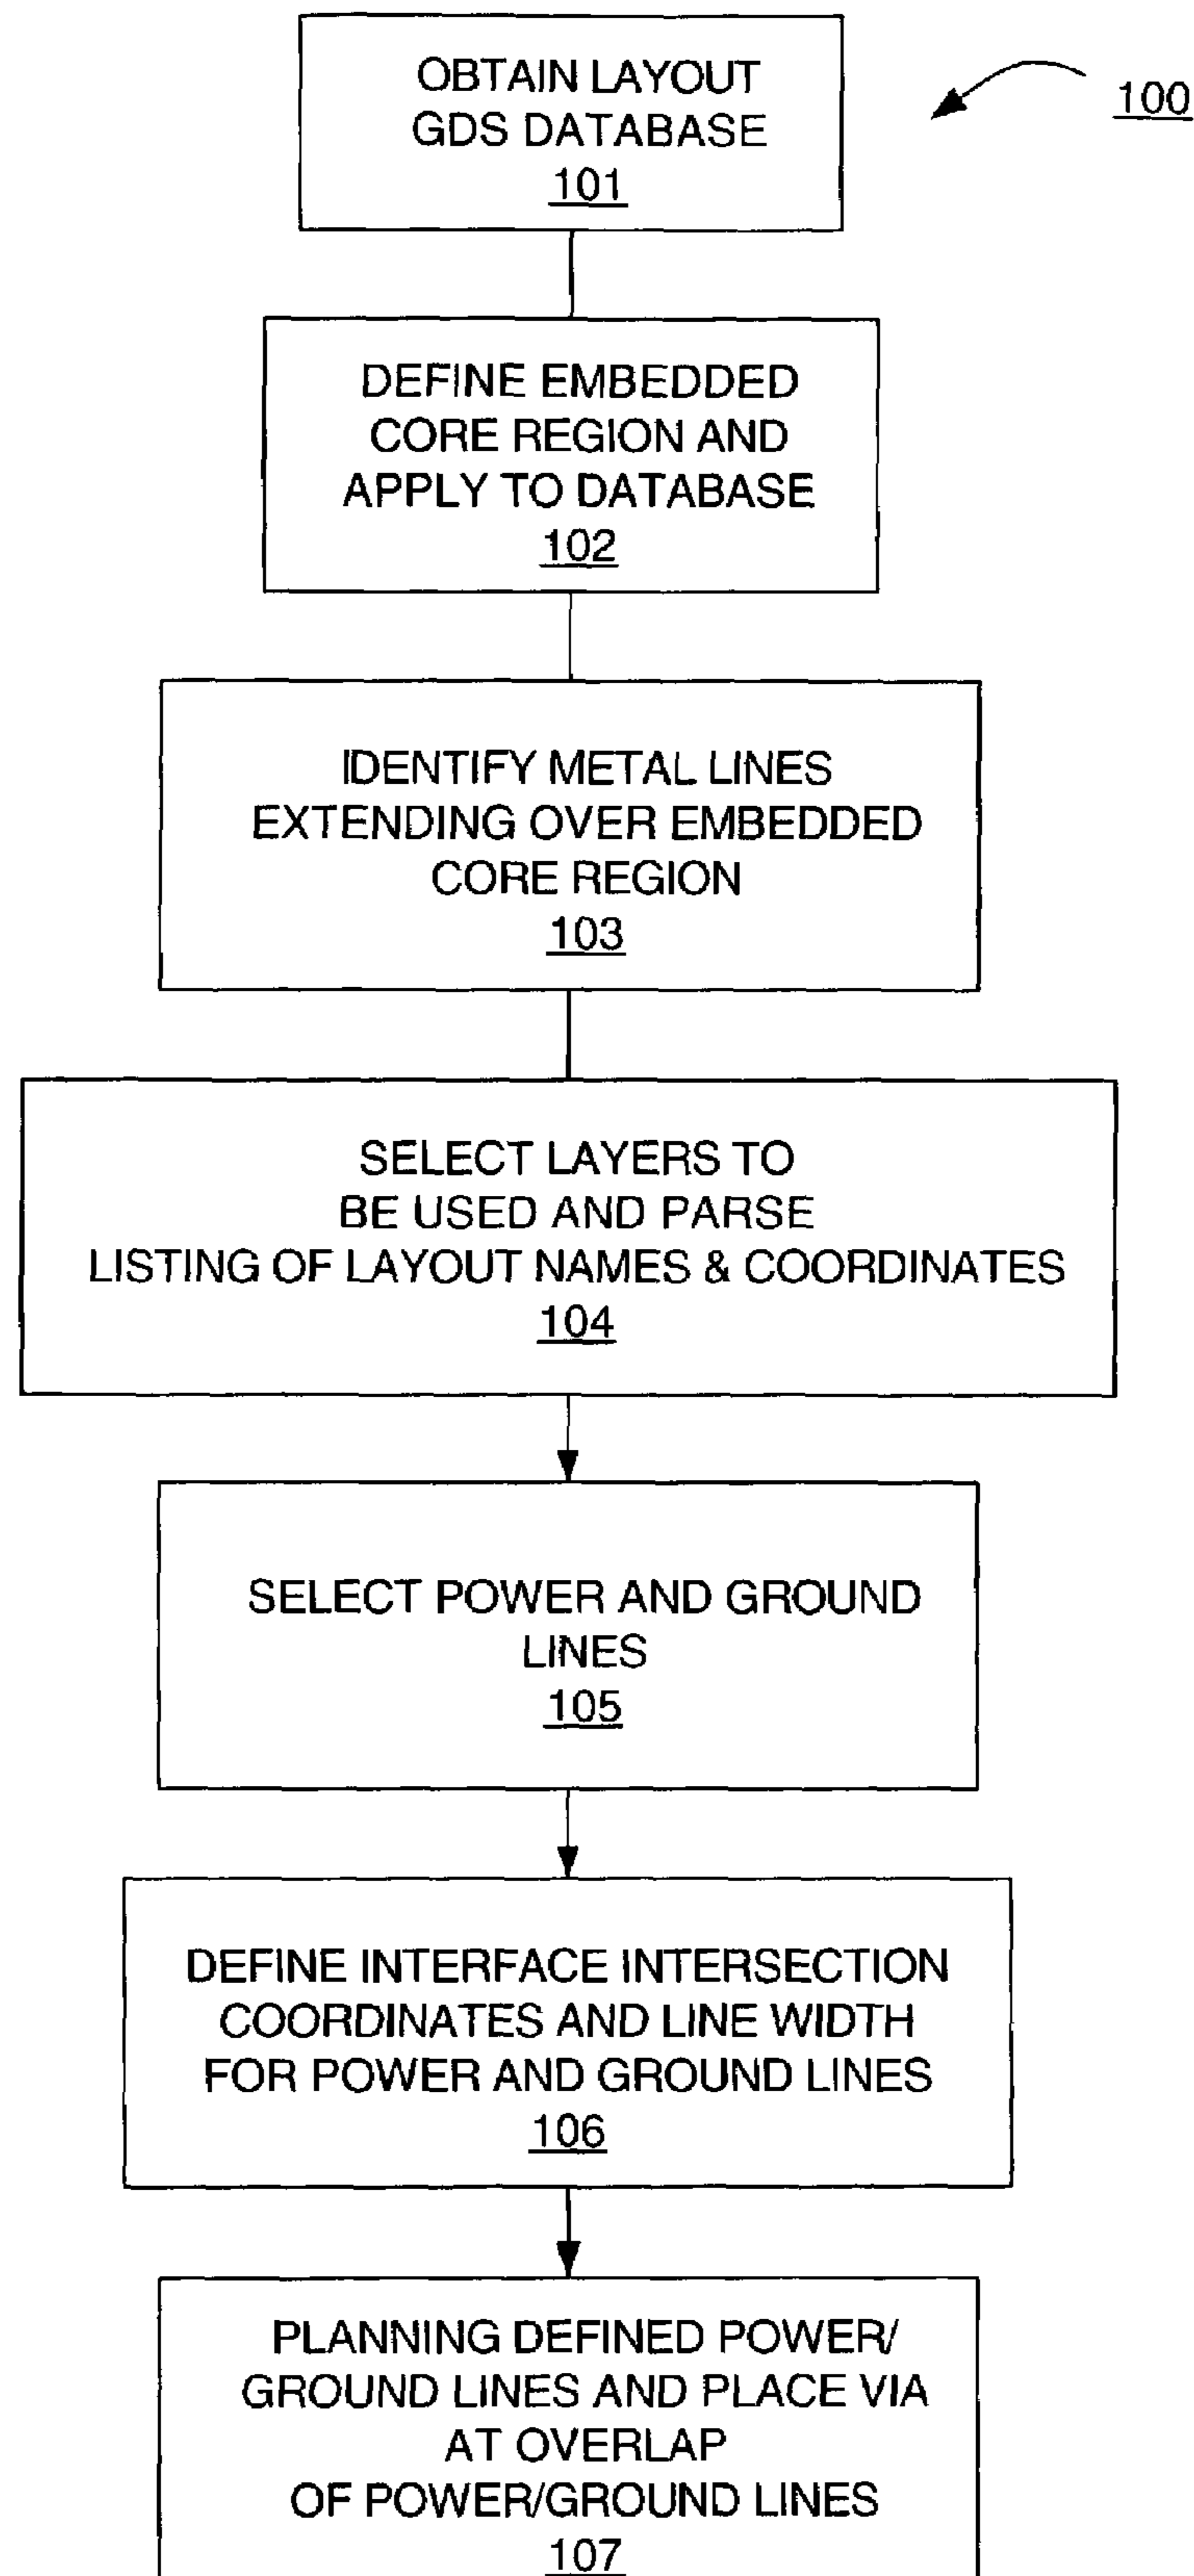 OBTAIN LAYOUT
GDS DATABASE
101
100
DEFINE EMBEDDED
CORE REGION AND
APPLY TO DATABASE
102
IDENTIFY METAL LINES
EXTENDING OVER EMBEDDED
CORE REGION
103
SELECT LAYERS TO
BE USED AND PARSE
LISTING OF LAYOUT NAMES & COORDINATES
104
SELECT POWER AND GROUND
LINES
105
DEFINE INTERFACE INTERSECTION
COORDINATES AND LINE WIDTH
FOR POWER AND GROUND LINES
106
PLANNING DEFINED POWER/
GROUND LINES AND PLACE VIA
AT OVERLAP
OF POWER/GROUND LINES
107